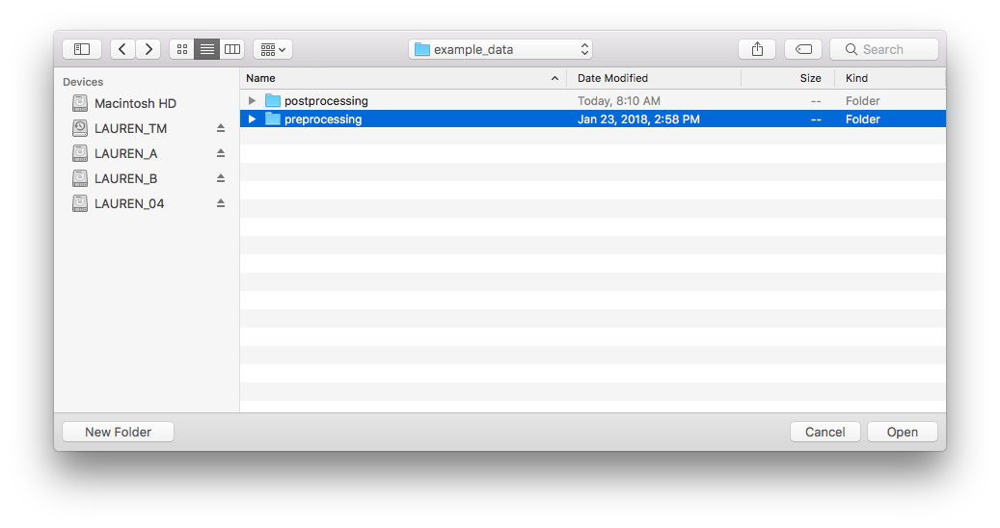 example_data
Search
Devices
Macintosh HD
LAUREN_TM
LAUREN_A
LAUREN_B
LAUREN_04
Name Date Modified Size Kind
postprocessing Today, 8:10 AM -- Folder
preprocessing Jan 23, 2018, 2:58 PM -- Folder
New Folder Cancel Open